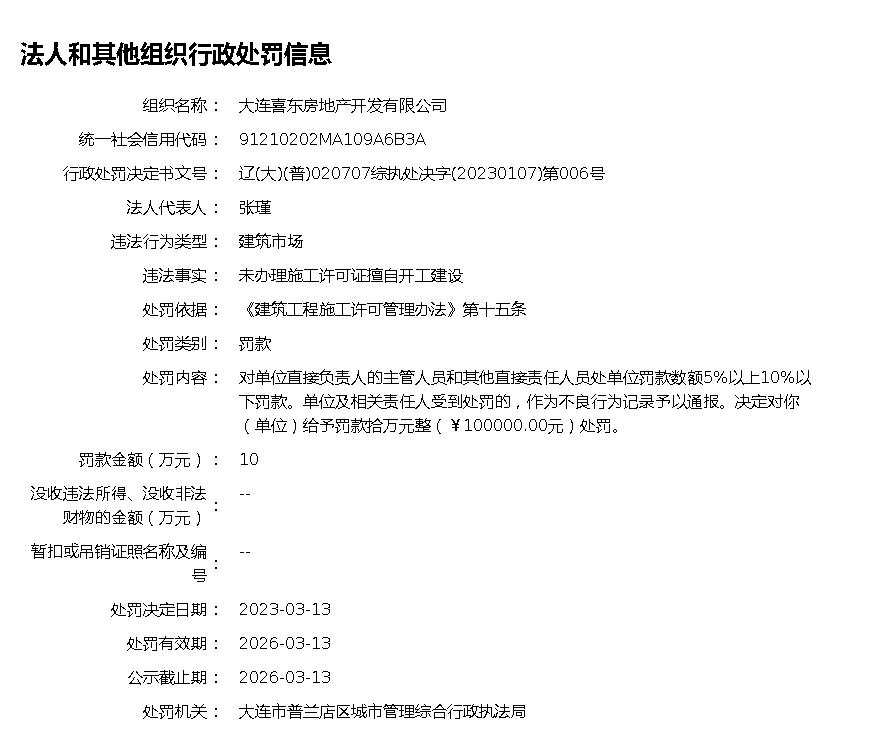 法人和其他组织行政处罚信息
组织名称： 大连喜东房地产开发有限公司
统一社会信用代码： 91210202MA109A6B3A
行政处罚决定书文号： 辽(大)(普)020707综执处决字(20230107)第006号
法人代表人： 张瑾
违法行为类型： 建筑市场
违法事实： 未办理施工许可证擅自开工建设
处罚依据： 《建筑工程施工许可管理办法》第十五条
处罚类别： 罚款
处罚内容： 对单位直接负责人的主管人员和其他直接责任人员处单位罚款数额5%以上10%以
下罚款。单位及相关责任人受到处罚的，作为不良行为记录予以通报。决定对你
（单位）给予罚款拾万元整（￥100000.00元）处罚。
罚款金额（万元）： 10
没收违法所得、没收非法
财物的金额（万元）： --
暂扣或吊销证照名称及编
号： --
处罚决定日期： 2023-03-13
处罚有效期： 2026-03-13
公示截止期： 2026-03-13
处罚机关： 大连市普兰店区城市管理综合行政执法局